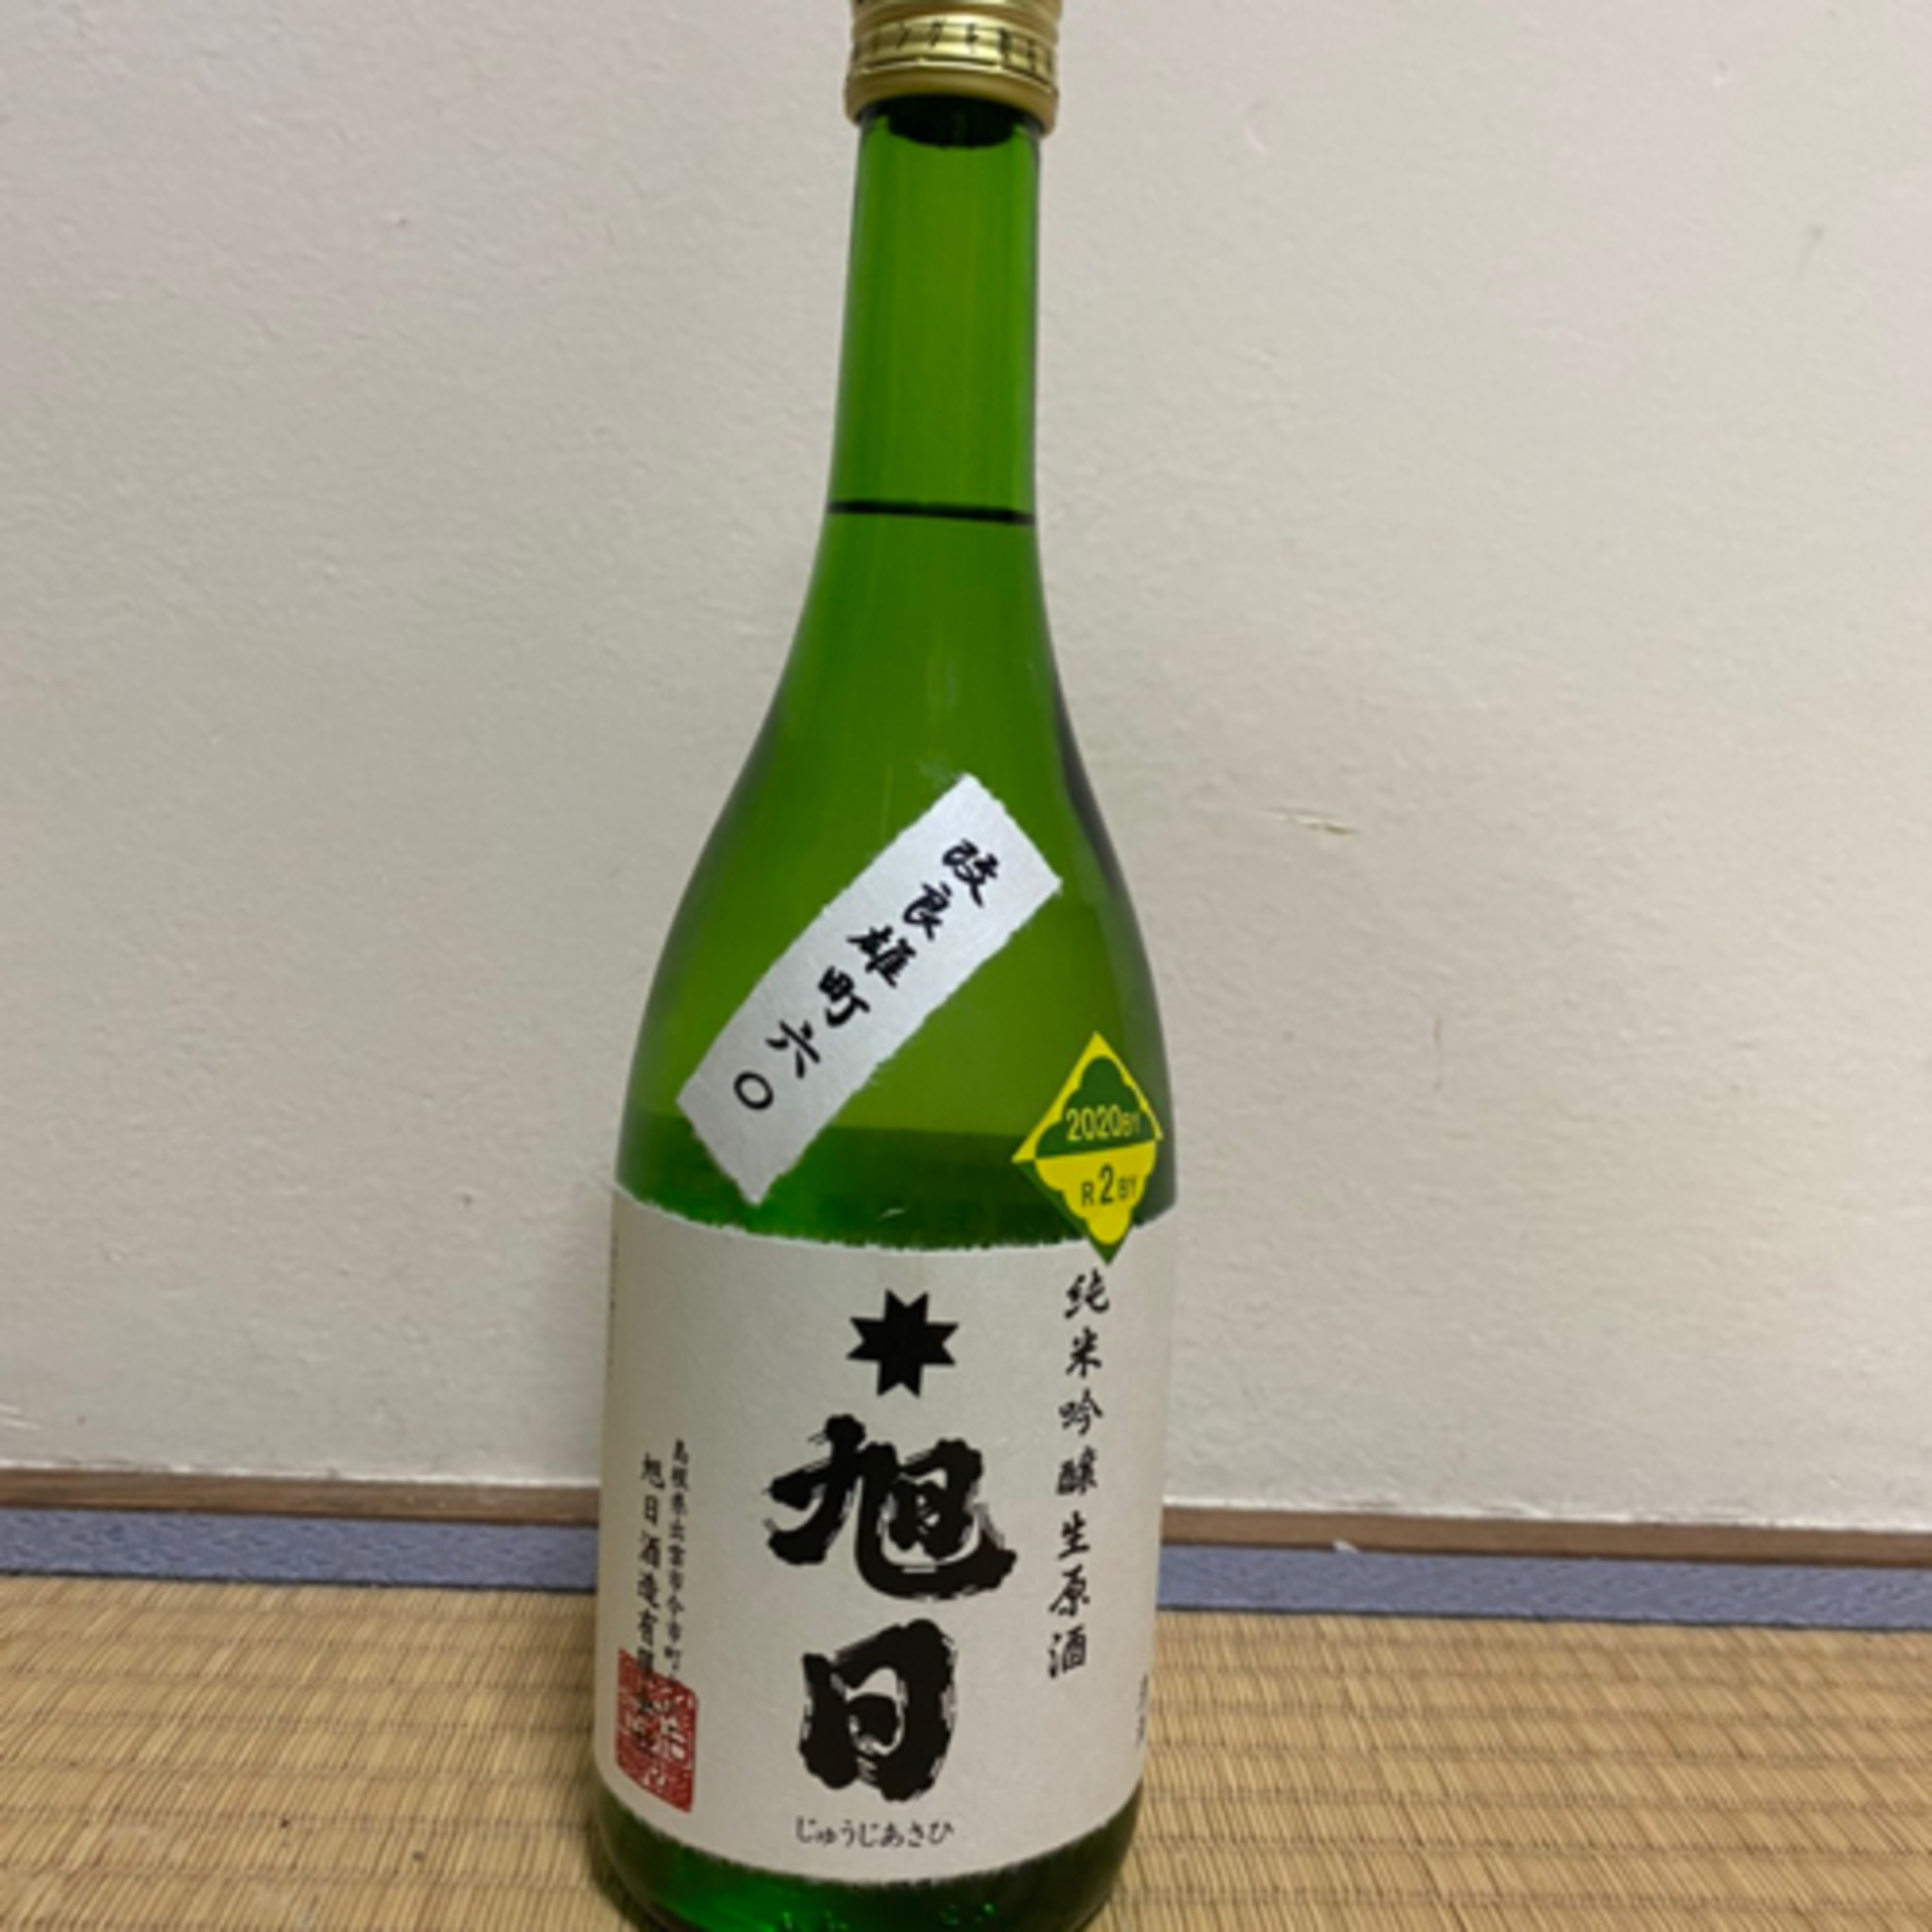 改良雄町六〇
2020BY
R2BY
純米吟醸生原酒
旭日
じゅうじあさひ
島根県出雲市今市町
旭日酒造有限会社